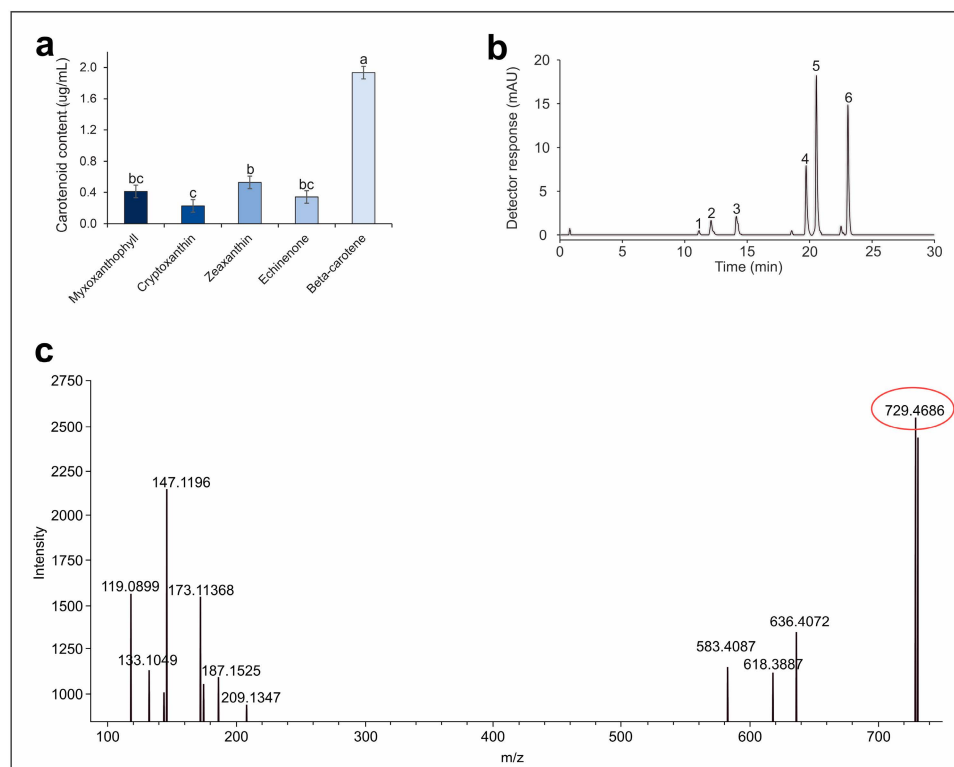 a
Carotenoid content (ug/mL)
2.0
1.6
1.2
0.8
0.4
0.0
bc
c
b
bc
a
Myxoxanthophyll
Cryptoxanthin
Zeaxanthin
Echinenone
Beta-carotene
b
Detector response (mAU)
20
15
10
5
0
1
2
3
4
5
6
0 5 10 15 20 25 30
Time (min)
c
Intensity
2750
2500
2250
2000
1750
1500
1250
1000
729.4686
147.1196
119.0899
173.11368
133.1049
187.1525
209.1347
636.4072
583.4087
618.3887
100 200 300 400 500 600 700
m/z